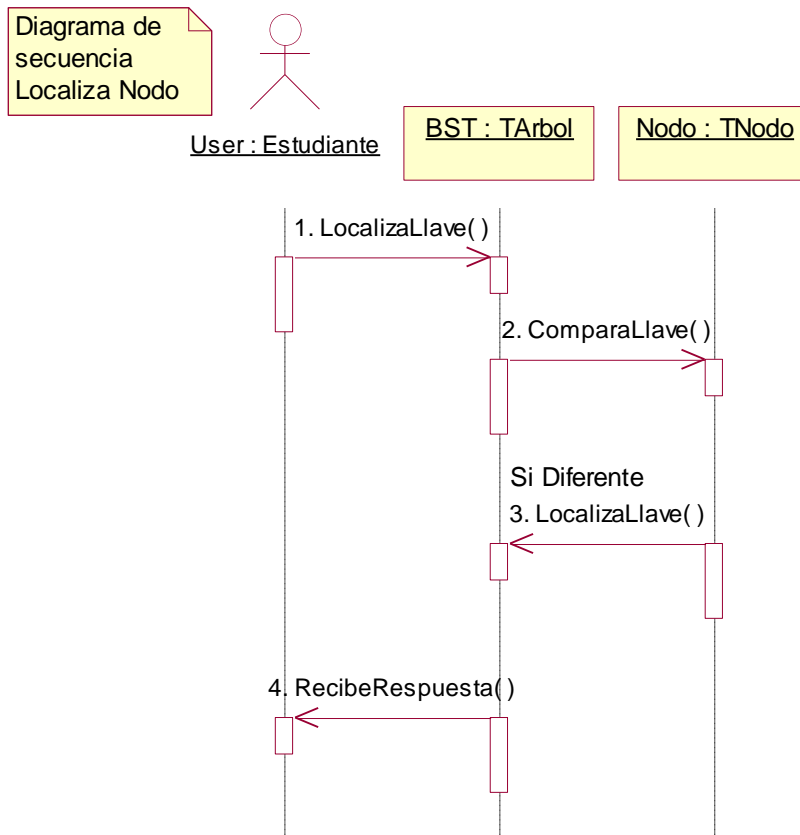 Diagrama de
secuencia
Localiza Nodo
User : Estudiante
BST : TArbol
Nodo : TNodo
1. LocalizaLlave( )
2. ComparaLlave( )
Si Diferente
3. LocalizaLlave( )
4. RecibeRespuesta( )